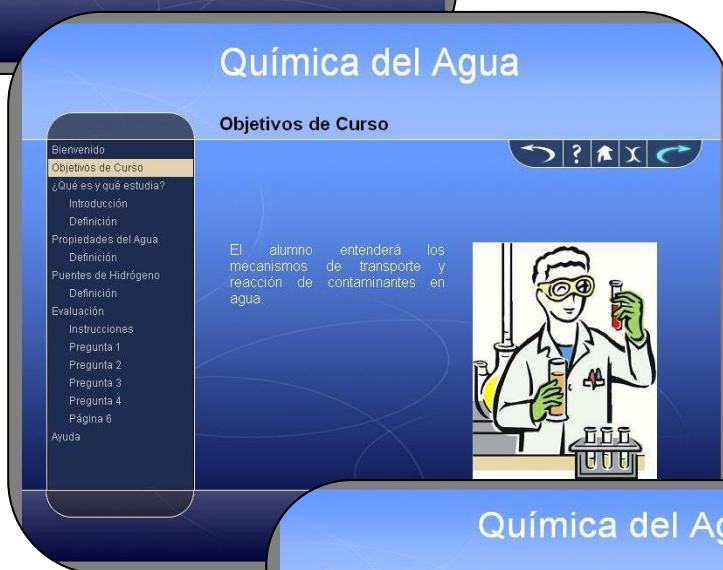 Química del Agua
Objetivos de Curso
Bienvenido
Objetivos de Curso
¿Qué es y qué estudia?
Introducción
Definición
Propiedades del Agua
Definición
Puentes de Hidrógeno
Definición
Evaluación
Instrucciones
Pregunta 1
Pregunta 2
Pregunta 3
Pregunta 4
Página 6
Ayuda
? X
El alumno entenderá los
mecanismos de transporte y
reacción de contaminantes en
agua.
Química del Ag